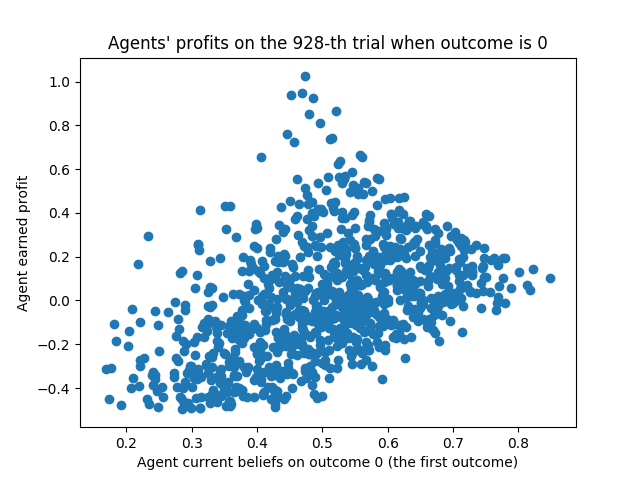 Agents' profits on the 928-th trial when outcome is 0
1.0
0.8
0.6
0.4
0.2
0.0
−0.2
−0.4
Agent earned profit
0.2 0.3 0.4 0.5 0.6 0.7 0.8
Agent current beliefs on outcome 0 (the first outcome)